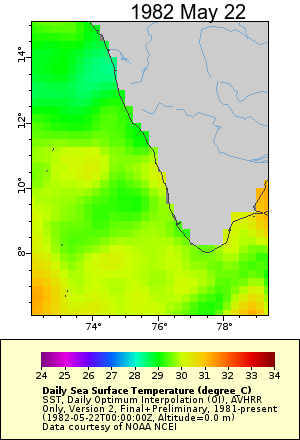 1982 May 22
14°
12°
10°
8°
74°
76°
78°
24 25 26 27 28 29 30 31 32 33 34
Daily Sea Surface Temperature (degree_C)
SST, Daily Optimum Interpolation (OI), AVHRR
Only, Version 2, Final+Preliminary, 1981-present
(1982-05-22T00:00:00Z, Altitude=0.0 m)
Data courtesy of NOAA NCEI